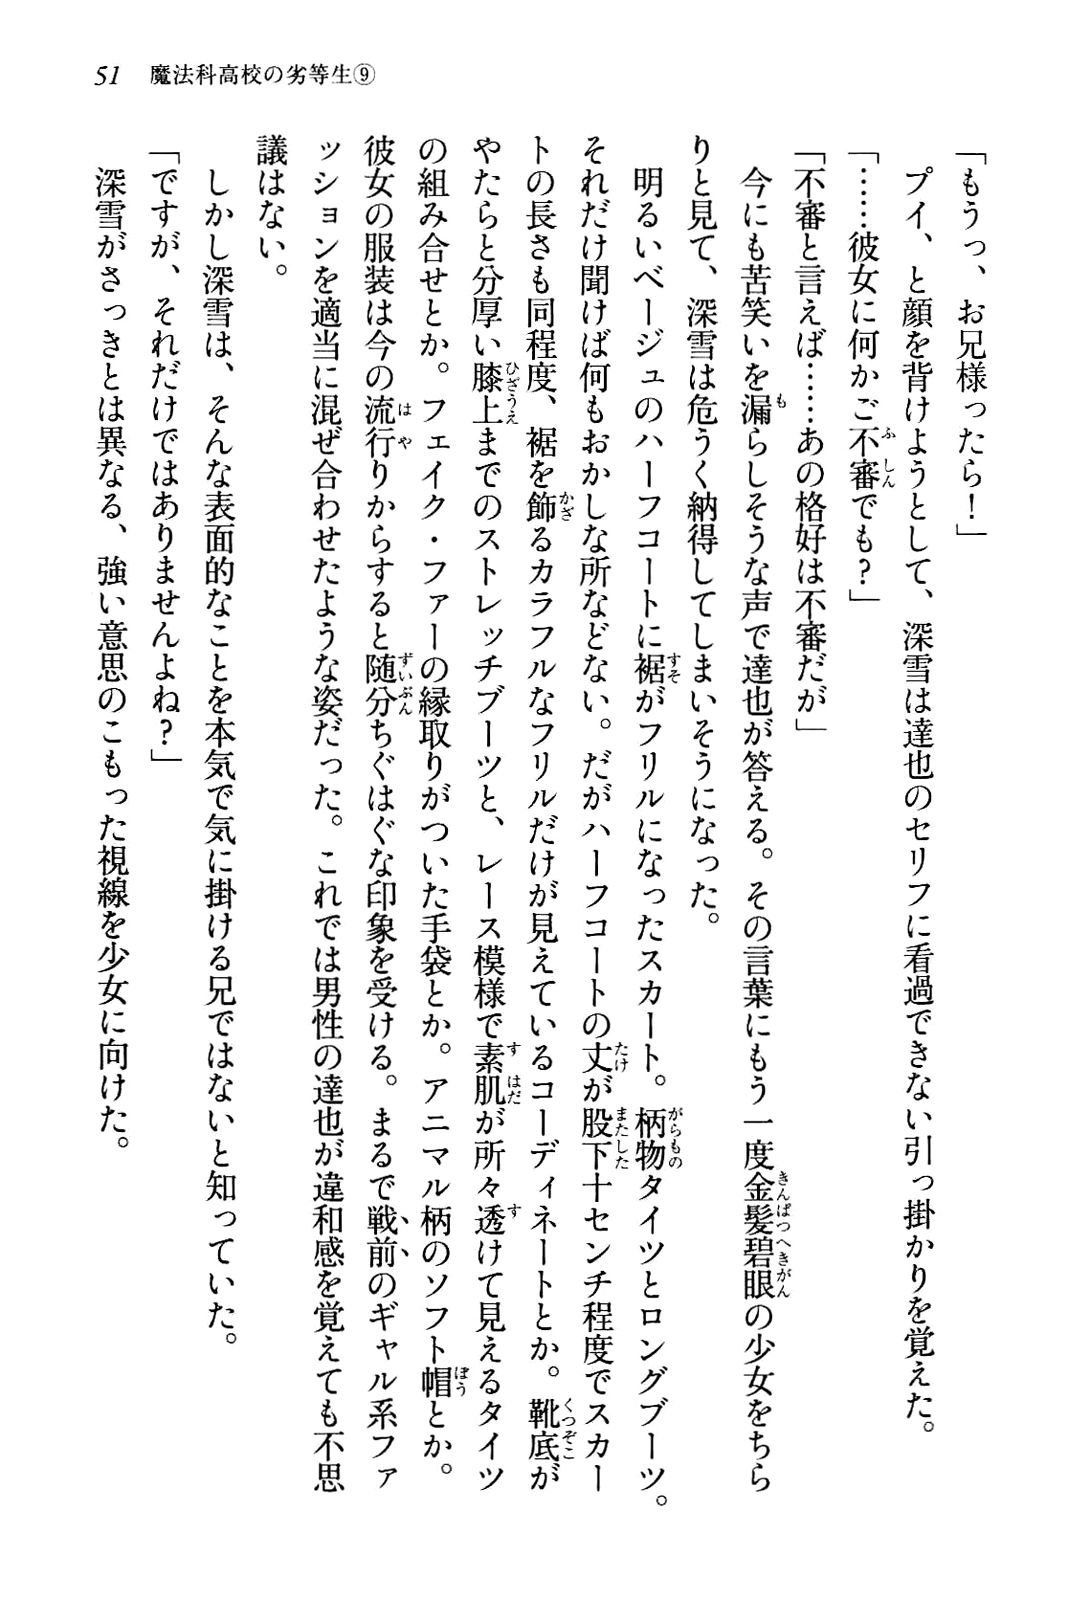 51　魔法科高校の劣等生⑨
「もうっ、お兄様ったら！」
　プイ、と顔を背けようとして、深雪は達也のセリフに看過できない引っ掛かりを覚えた。
「……彼女に何かご不審でも？」
「不審と言えば……あの格好は不審だが」
　今にも苦笑いを漏らしそうな声で達也が答える。その言葉にもう一度金髪碧眼の少女をちら
りと見て、深雪は危うく納得してしまいそうになった。
　明るいベージュのハーフコートに裾がフリルになったスカート。柄物タイツとロングブーツ。
それだけ聞けば何もおかしな所などない。だがハーフコートの丈が股下十センチ程度でスカー
トの長さも同程度、裾を飾るカラフルなフリルだけが見えているコーディネートとか。靴底が
やたらと分厚い膝上までのストレッチブーツと、レース模様で素肌が所々透けて見えるタイツ
の組み合せとか。フェイク・ファーの縁取りがついた手袋とか。アニマル柄のソフト帽とか。
彼女の服装は今の流行りからすると随分ちぐはぐな印象を受ける。まるで戦前のギャル系ファ
ッションを適当に混ぜ合わせたような姿だった。これでは男性の達也が違和感を覚えても不思
議はない。
　しかし深雪は、そんな表面的なことを本気で気に掛ける兄ではないと知っていた。
「ですが、それだけではありませんよね？」
　深雪がさっきとは異なる、強い意思のこもった視線を少女に向けた。